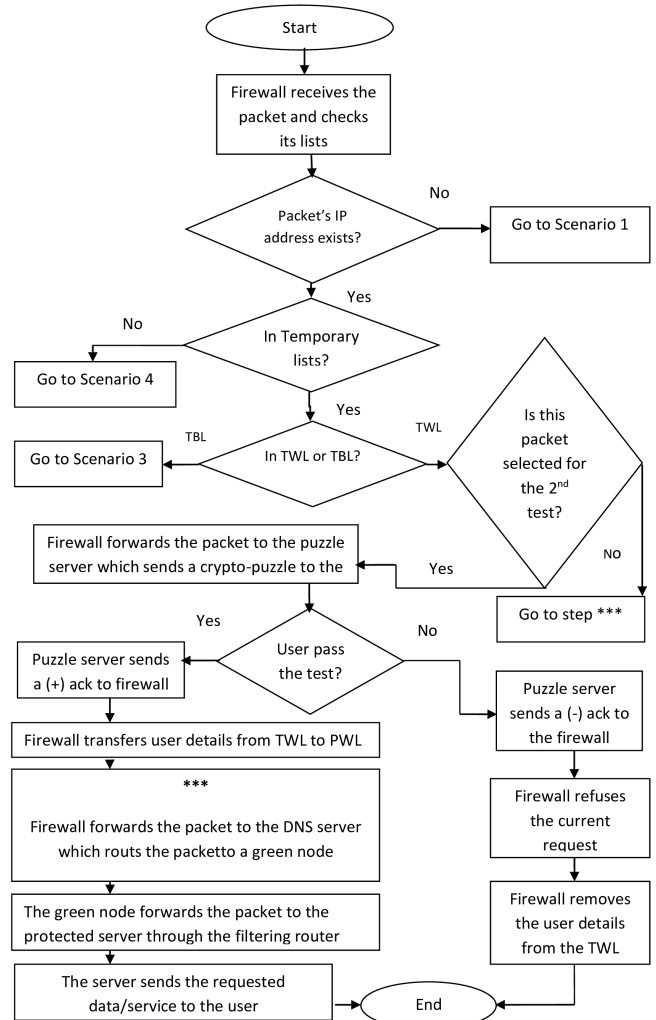 Start
Firewall receives the
packet and checks
its lists
No
Packet's IP
address exists?
Go to Scenario 1
Yes
No
In Temporary
lists?
Go to Scenario 4
Yes
Is this
packet
selected for
the 2nd
test?
TBL
TWL
In TWL or TBL?
Go to Scenario 3
Firewall forwards the packet to the puzzle
server which sends a crypto-puzzle to the
Yes
No
Go to step ***
Yes
No
User pass
the test?
Puzzle server sends
a (+) ack to firewall
Puzzle server
sends a (-) ack to
the firewall
Firewall transfers user details from TWL to PWL
***
Firewall forwards the packet to the DNS server
which routs the packetto a green node
Firewall refuses
the current
request
The green node forwards the packet to the
protected server through the filtering router
Firewall removes
the user details
from the TWL
The server sends the requested
data/service to the user
End